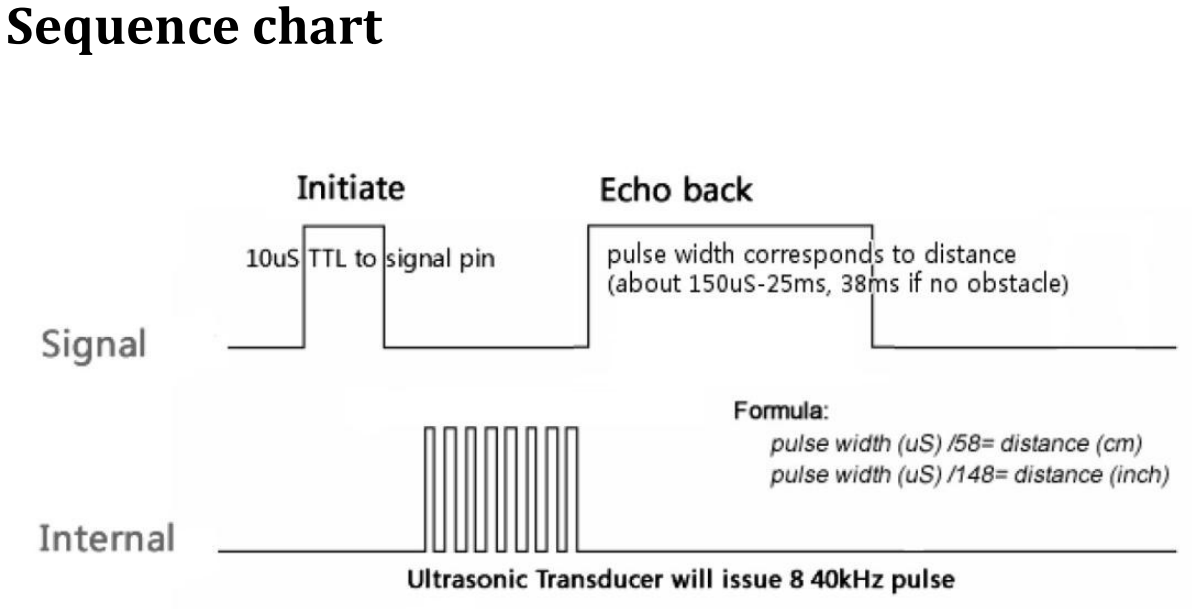 Sequence chart
Initiate
Echo back
10uS TTL to signal pin
pulse width corresponds to distance
(about 150uS-25ms, 38ms if no obstacle)
Signal
Formula:
pulse width (uS) /58= distance (cm)
pulse width (uS) /148= distance (inch)
Internal
Ultrasonic Transducer will issue 8 40kHz pulse